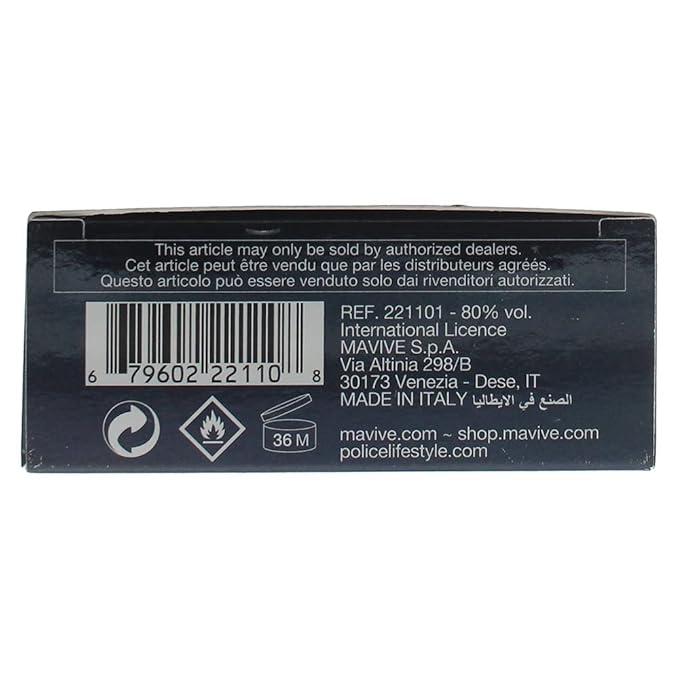 This article may only be sold by authorized dealers.
Cet article peut être vendu que par les distributeurs agréés.
Questo articolo può essere venduto solo dai rivenditori autorizzati.
REF. 221101 - 80% vol.
International Licence
MAVIVE S.p.A.
Via Altinia 298/B
30173 Venezia - Dese, IT
MADE IN ITALY الصنع في الايطاليا
6 79602 22110 8
36 M
mavive.com ~ shop.mavive.com
policelifestyle.com